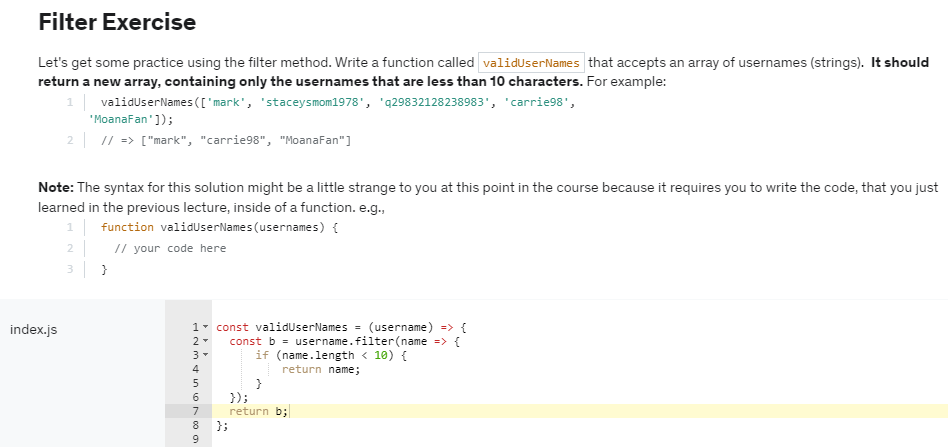 Filter Exercise
Let's get some practice using the filter method. Write a function called validUserNames that accepts an array of usernames (strings).  It should
return a new array, containing only the usernames that are less than 10 characters. For example:
1 validUserNames(['mark', 'staceysmom1978', 'q29832128238983', 'carrie98',
'MoanaFan']);
2 // => ["mark", "carrie98", "MoanaFan"]
Note: The syntax for this solution might be a little strange to you at this point in the course because it requires you to write the code, that you just
learned in the previous lecture, inside of a function. e.g.,
1 function validUserNames(usernames) {
2   // your code here
3 }
index.js
1 const validUserNames = (username) => {
2   const b = username.filter(name => {
3       if (name.length < 10) {
4           return name;
5       }
6   });
7   return b;
8 };
9